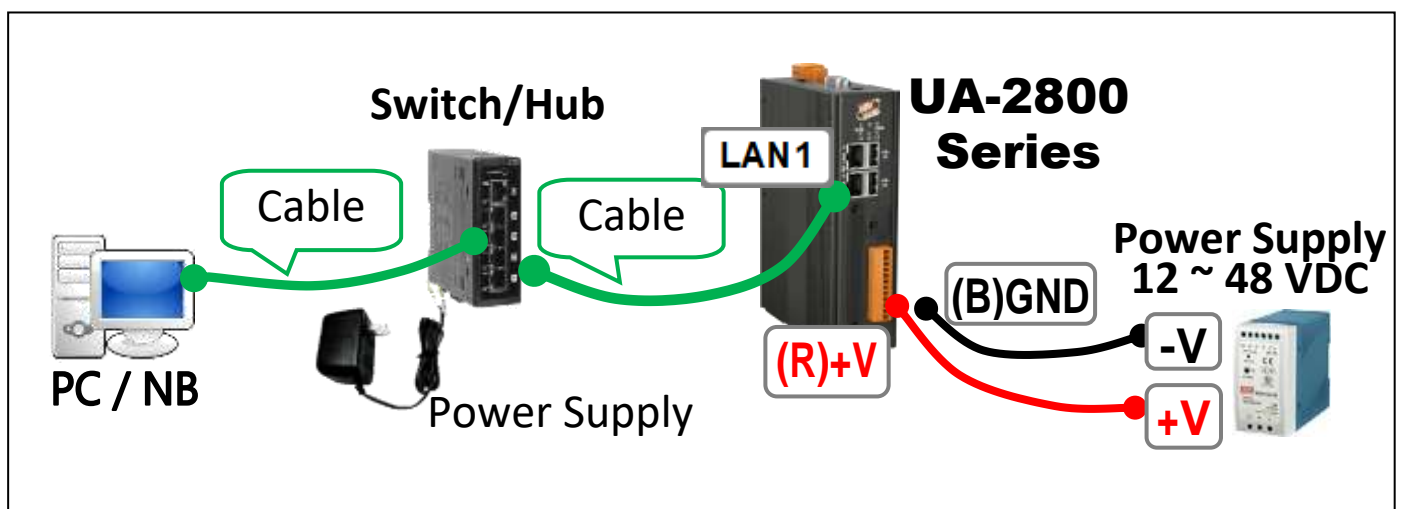 Switch/Hub
UA-2800
Series
LAN1
Cable
Cable
Power Supply
12 ~ 48 VDC
(B)GND
-V
(R)+V
+V
PC / NB
Power Supply